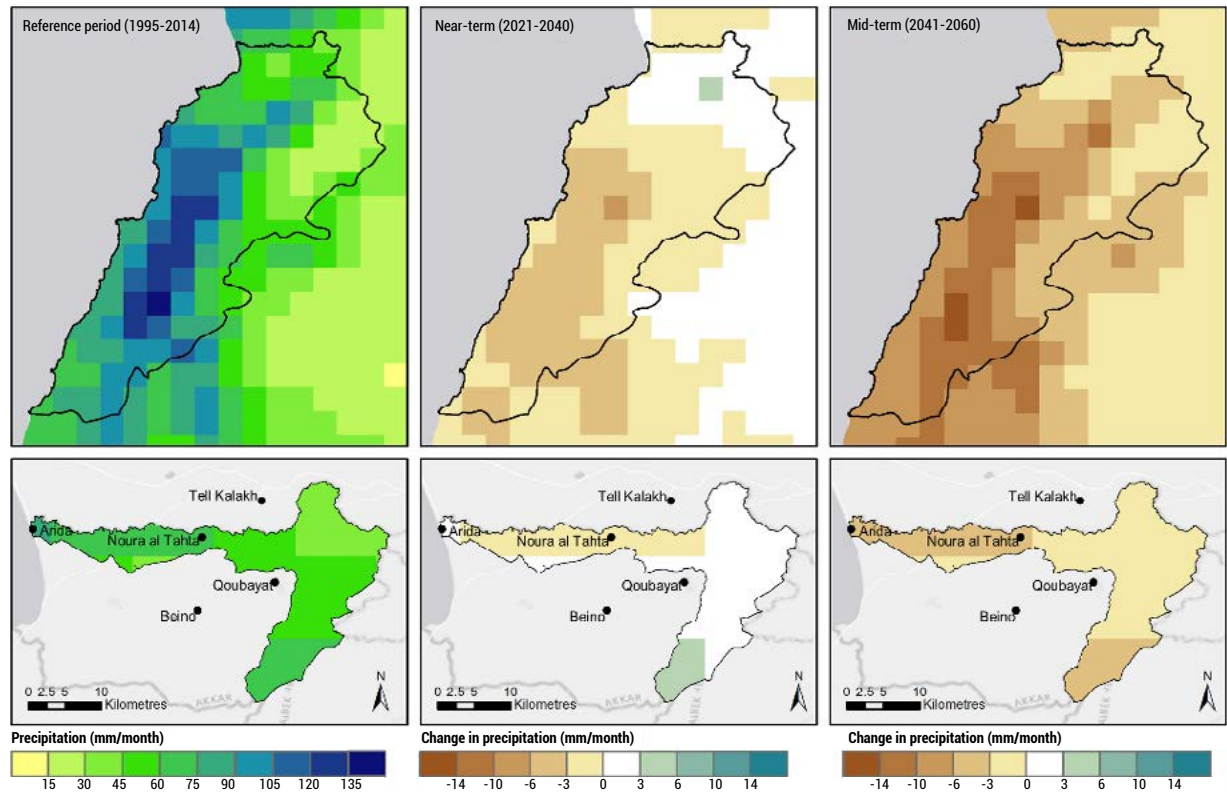 Reference period (1995-2014)
Near-term (2021-2040)
Mid-term (2041-2060)
Tell Kalakh
Arida
Noura al Tahta
Qoubayat
Beino
0 2.5 5 10
Kilometres
AKKAR
N
Tell Kalakh
Arida
Noura al Tahta
Qoubayat
Beino
0 2.5 5 10
Kilometres
AKKAR
N
Tell Kalakh
Arida
Noura al Tahta
Qoubayat
Beino
0 2.5 5 10
Kilometres
AKKAR
N
Precipitation (mm/month)
15 30 45 60 75 90 105 120 135
Change in precipitation (mm/month)
-14 -10 -6 -3 0 3 6 10 14
Change in precipitation (mm/month)
-14 -10 -6 -3 0 3 6 10 14